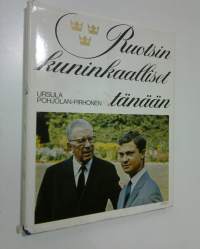 Ruotsin
kuninkaalliset
tänään
URSULA
POHJOLAN-PIRHONEN